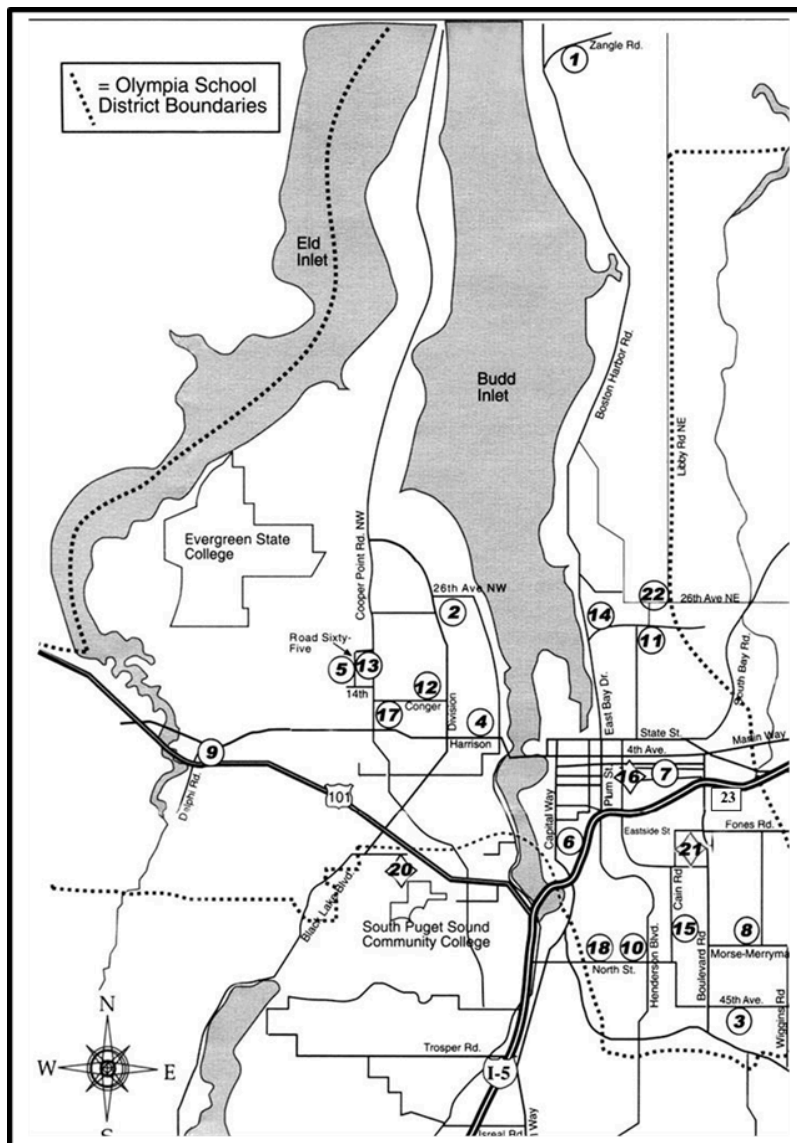 = Olympia School
District Boundaries
1
Zangle Rd.
Eld
Inlet
Budd
Inlet
Boston Harbor Rd.
Libby Rd NE
Evergreen State
College
Cooper Point Rd. NW
26th Ave NW
2
22
26th Ave NE
14
11
Road Sixty-
Five
5
13
14th
12
Conger
17
Division
4
Harrison
East Bay Dr.
South Bay Rd.
State St.
Martin Way
4th Ave.
9
Delphi Rd.
101
Capital Way
Plum St.
16
7
23
6
Eastside St
Fones Rd.
21
20
Black Lake Blvd.
South Puget Sound
Community College
Cain Rd
15
8
18
10
North St.
Henderson Blvd.
Boulevard Rd
Morse-Merryma
45th Ave.
3
Wiggins Rd
Trosper Rd.
I-5
N
W
E
S
Isreal Rd
n Way